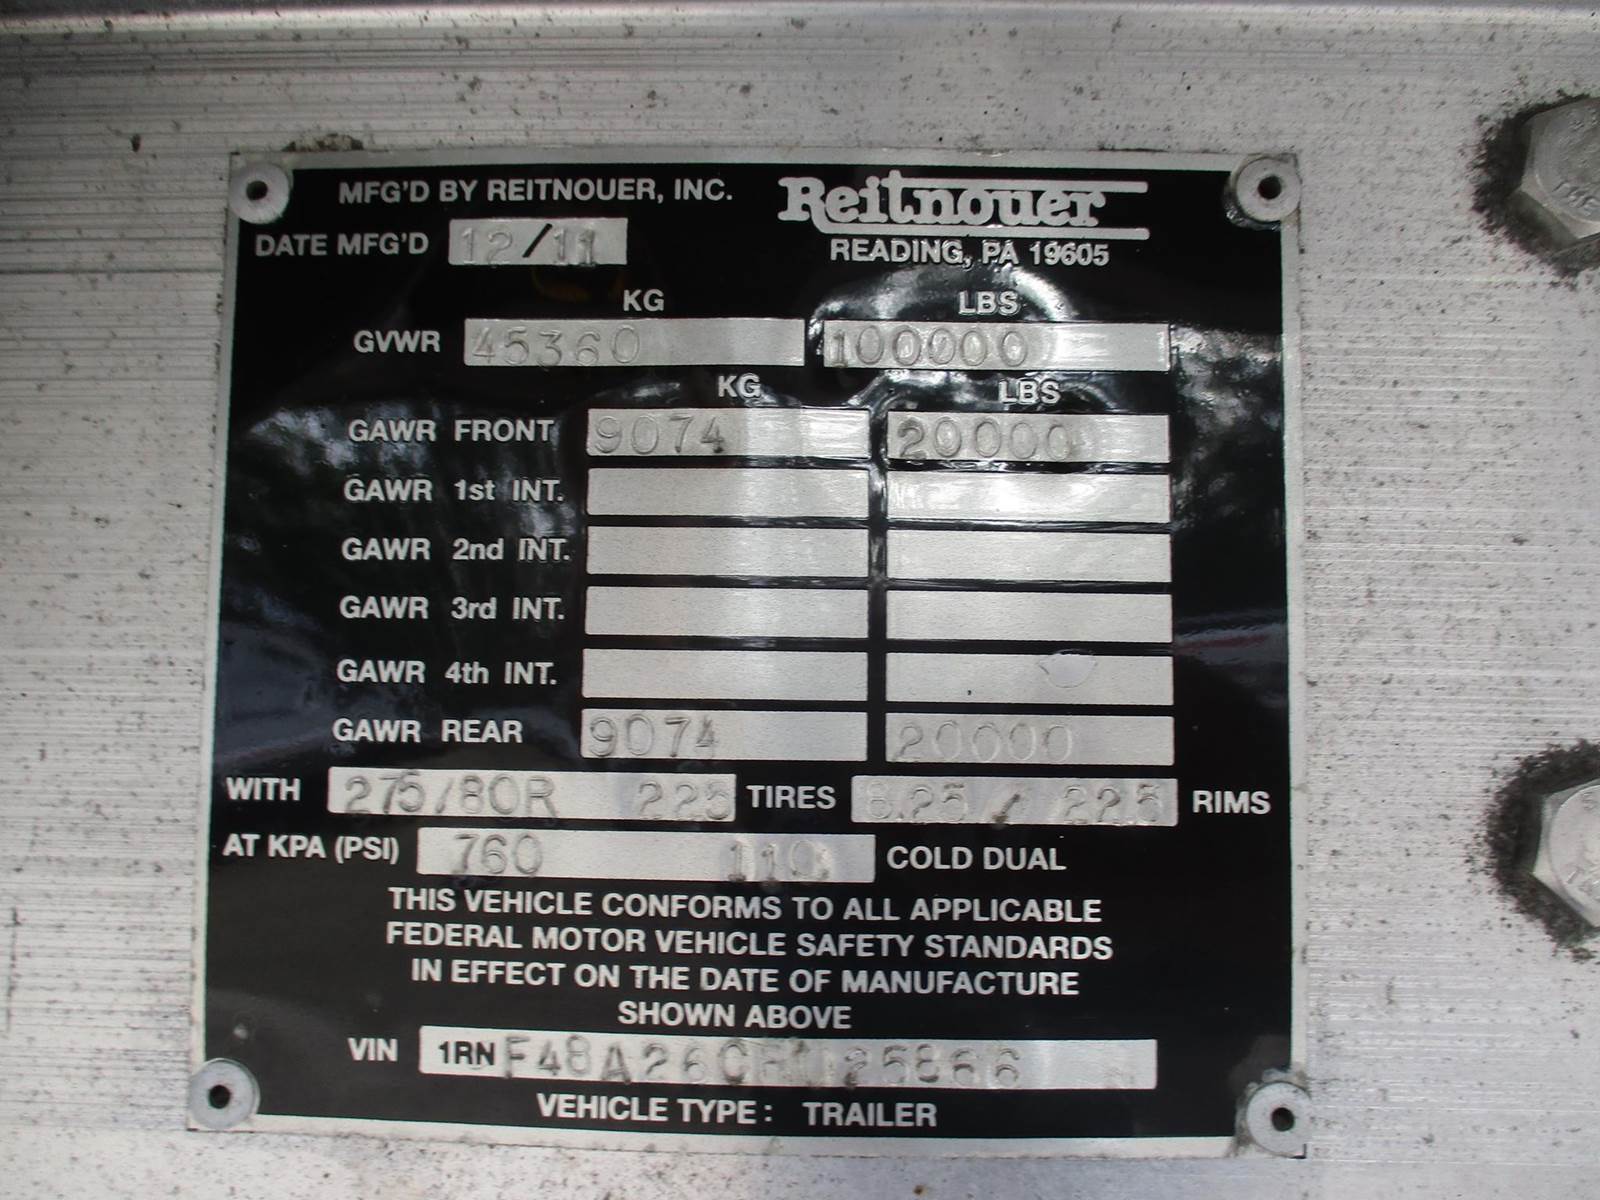 MFG'D BY REITNOUER, INC.
Reitnouer
DATE MFG'D 12/11
READING, PA 19605
KG LBS
GVWR 45360 100000
KG LBS
GAWR FRONT 9074 20000
GAWR 1st INT.
GAWR 2nd INT.
GAWR 3rd INT.
GAWR 4th INT.
GAWR REAR 9074 20000
WITH 275/80R 225 TIRES 8.25 / 22.5 RIMS
AT KPA (PSI) 760 110 COLD DUAL
THIS VEHICLE CONFORMS TO ALL APPLICABLE
FEDERAL MOTOR VEHICLE SAFETY STANDARDS
IN EFFECT ON THE DATE OF MANUFACTURE
SHOWN ABOVE
VIN 1RNF48A26CR025866
VEHICLE TYPE: TRAILER